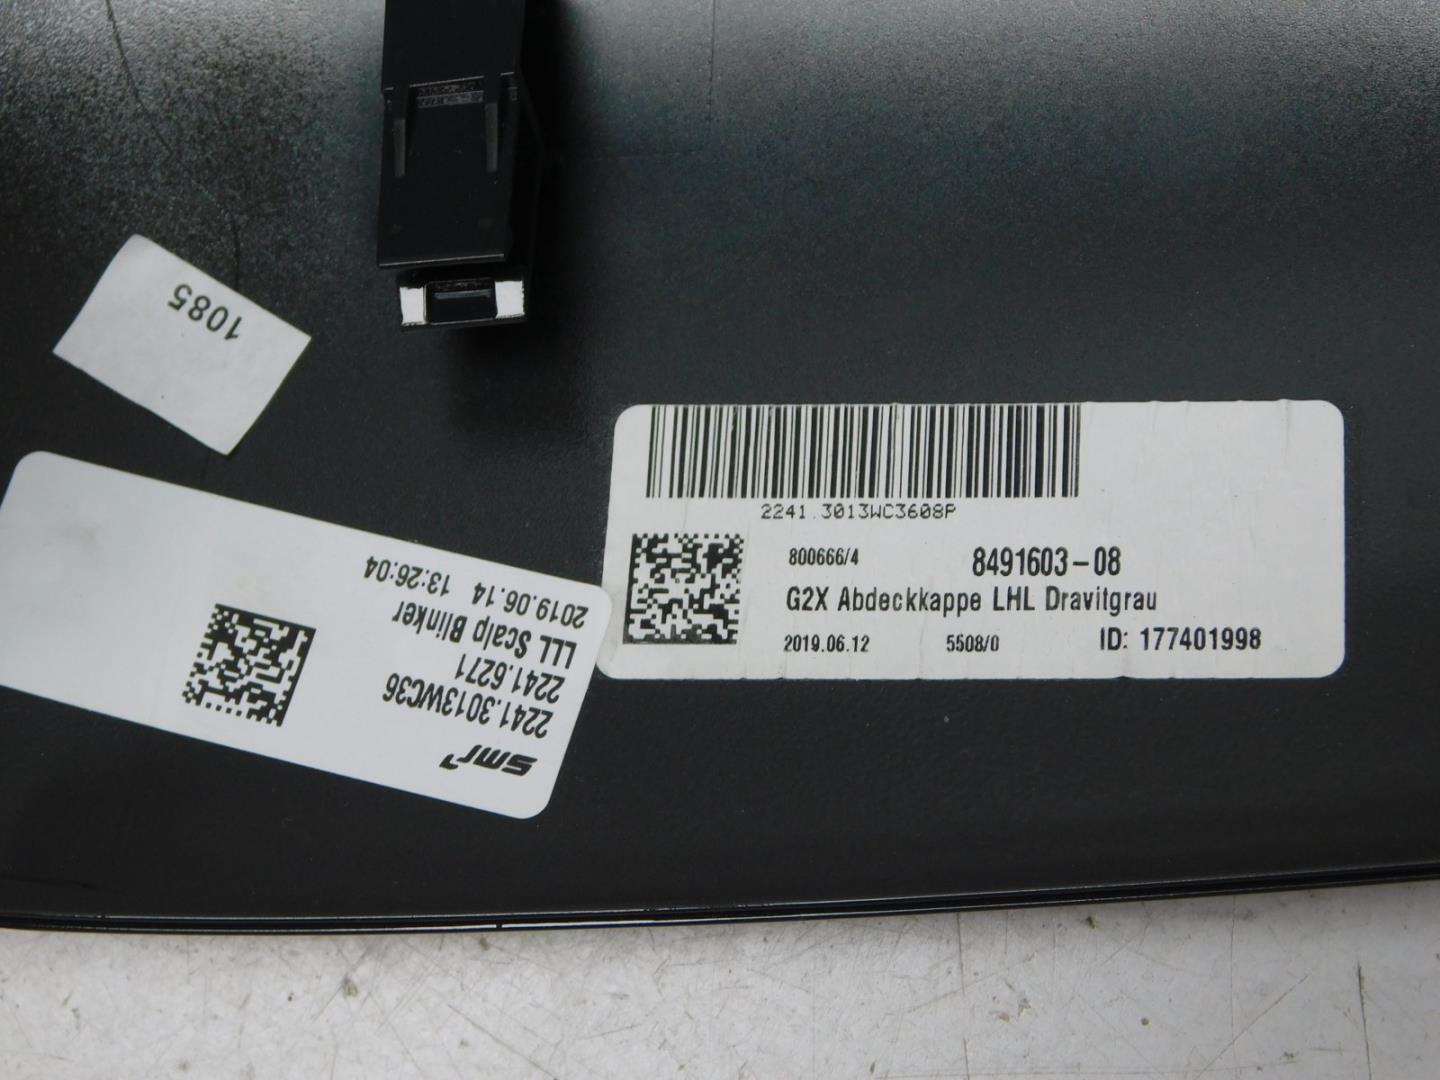 1085
2241.3013WC3608P
800666/4 8491603-08
G2X Abdeckkappe LHL Dravitgrau
2019.06.12 5508/0 ID: 177401998
smr
2241.3013WC36
2241.6271
LLL Scalp Blinker
2019.06.14 13:26:04